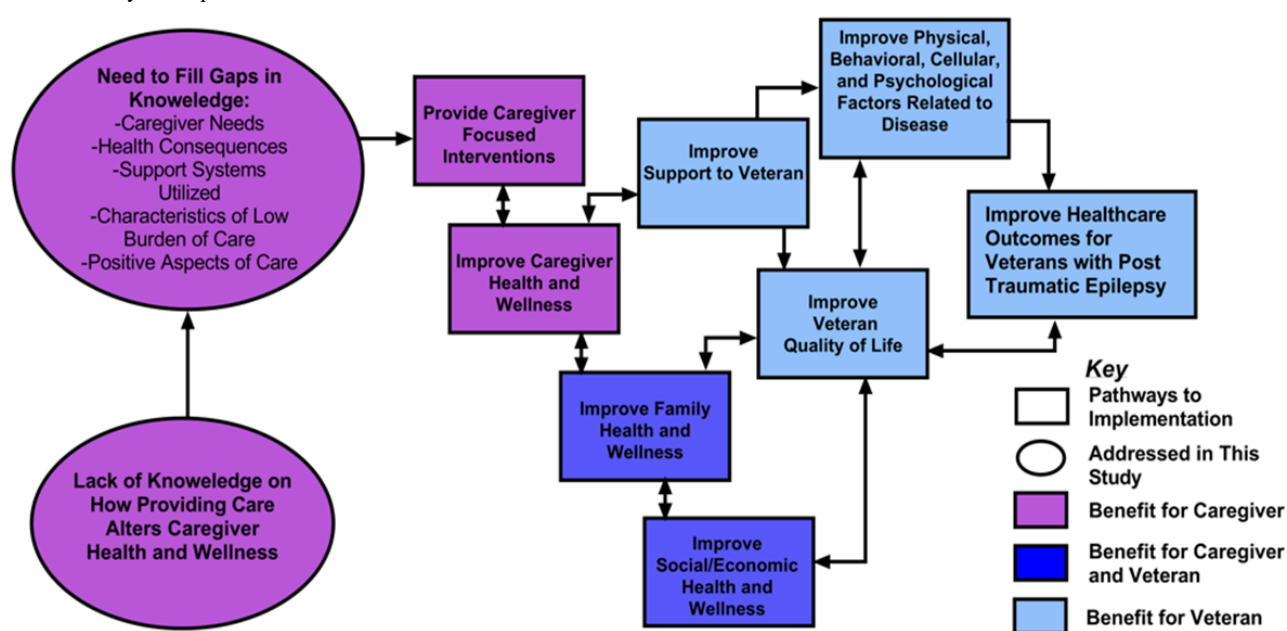 Need to Fill Gaps in
Knoweledge:
-Caregiver Needs
-Health Consequences
-Support Systems
Utilized
-Characteristics of Low
Burden of Care
-Positive Aspects of Care
Lack of Knoweledge on
How Providing Care
Alters Caregiver
Health and Wellness
Provide Caregiver
Focused
Interventions
Improve Caregiver
Health and
Wellness
Improve Family
Health and
Wellness
Improve
Social/Economic
Health and
Wellness
Improve
Support to Veteran
Improve Physical,
Behavioral, Cellular,
and Psychological
Factors Related to
Disease
Improve
Veteran
Quality of Life
Improve Healthcare
Outcomes for
Veterans with Post
Traumatic Epilepsy
Key
Pathways to
Implementation
Addressed in This
Study
Benefit for Caregiver
Benefit for Caregiver
and Veteran
Benefit for Veteran